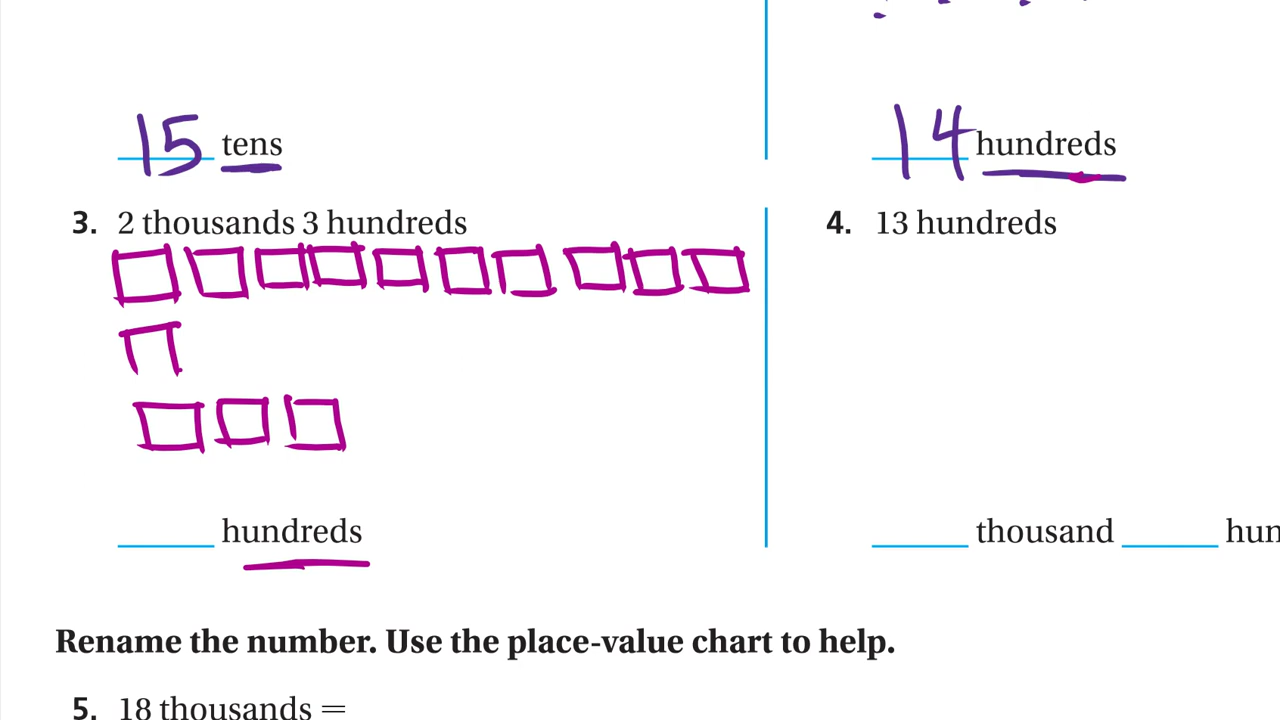 15 tens
14 hundreds
3. 2 thousands 3 hundreds
hundreds
4. 13 hundreds
thousand hun
Rename the number. Use the place-value chart to help.
5. 18 thousands =